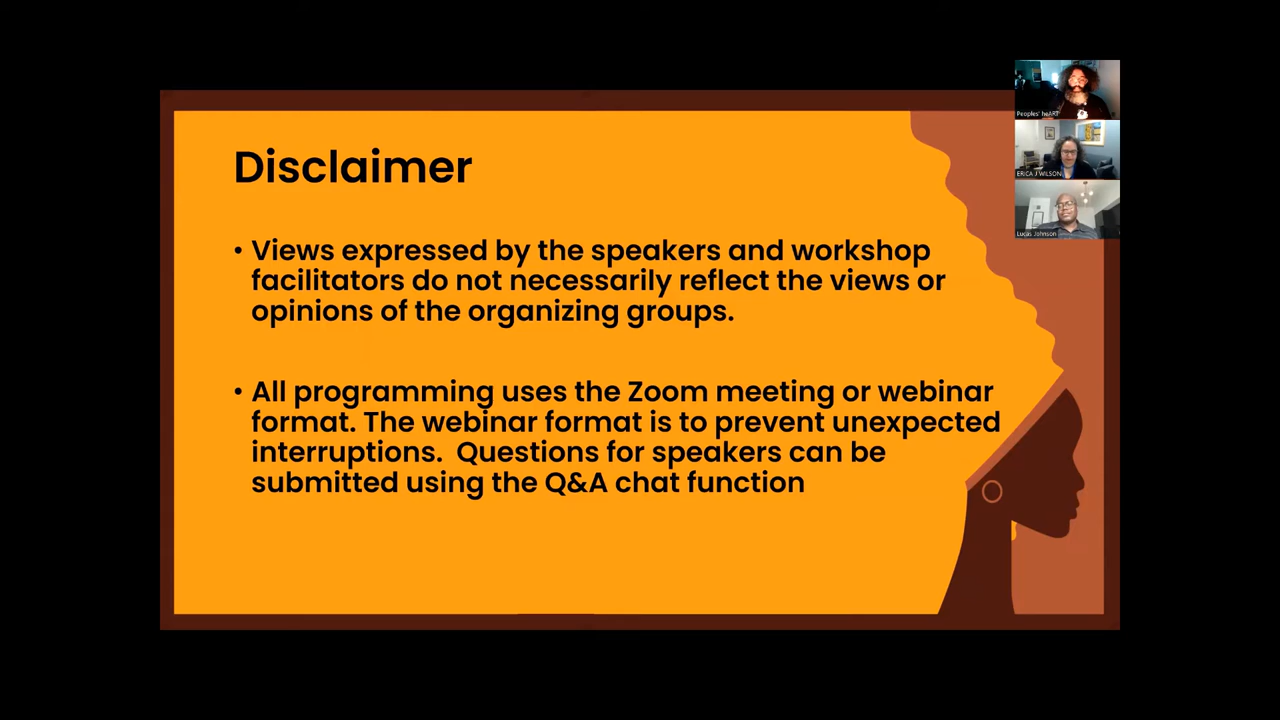 Disclaimer
• Views expressed by the speakers and workshop
facilitators do not necessarily reflect the views or
opinions of the organizing groups.
• All programming uses the Zoom meeting or webinar
format. The webinar format is to prevent unexpected
interruptions.  Questions for speakers can be
submitted using the Q&A chat function
Peoples' heART
ERICA J WILSON
Lucas Johnson